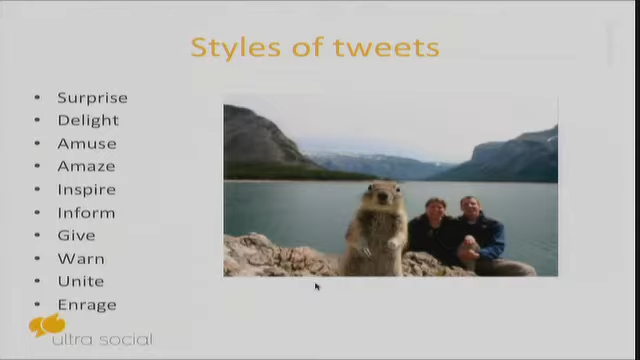 Styles of tweets
• Surprise
• Delight
• Amuse
• Amaze
• Inspire
• Inform
• Give
• Warn
• Unite
• Enrage
ultra social